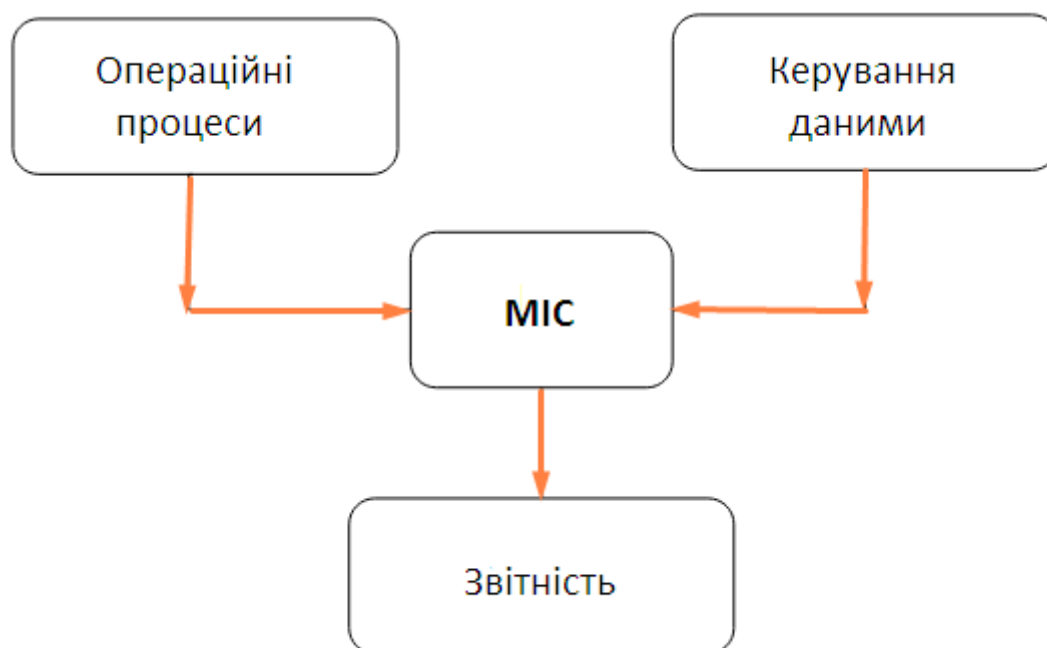 Операційні
процеси
Керування
даними
МІС
Звітність